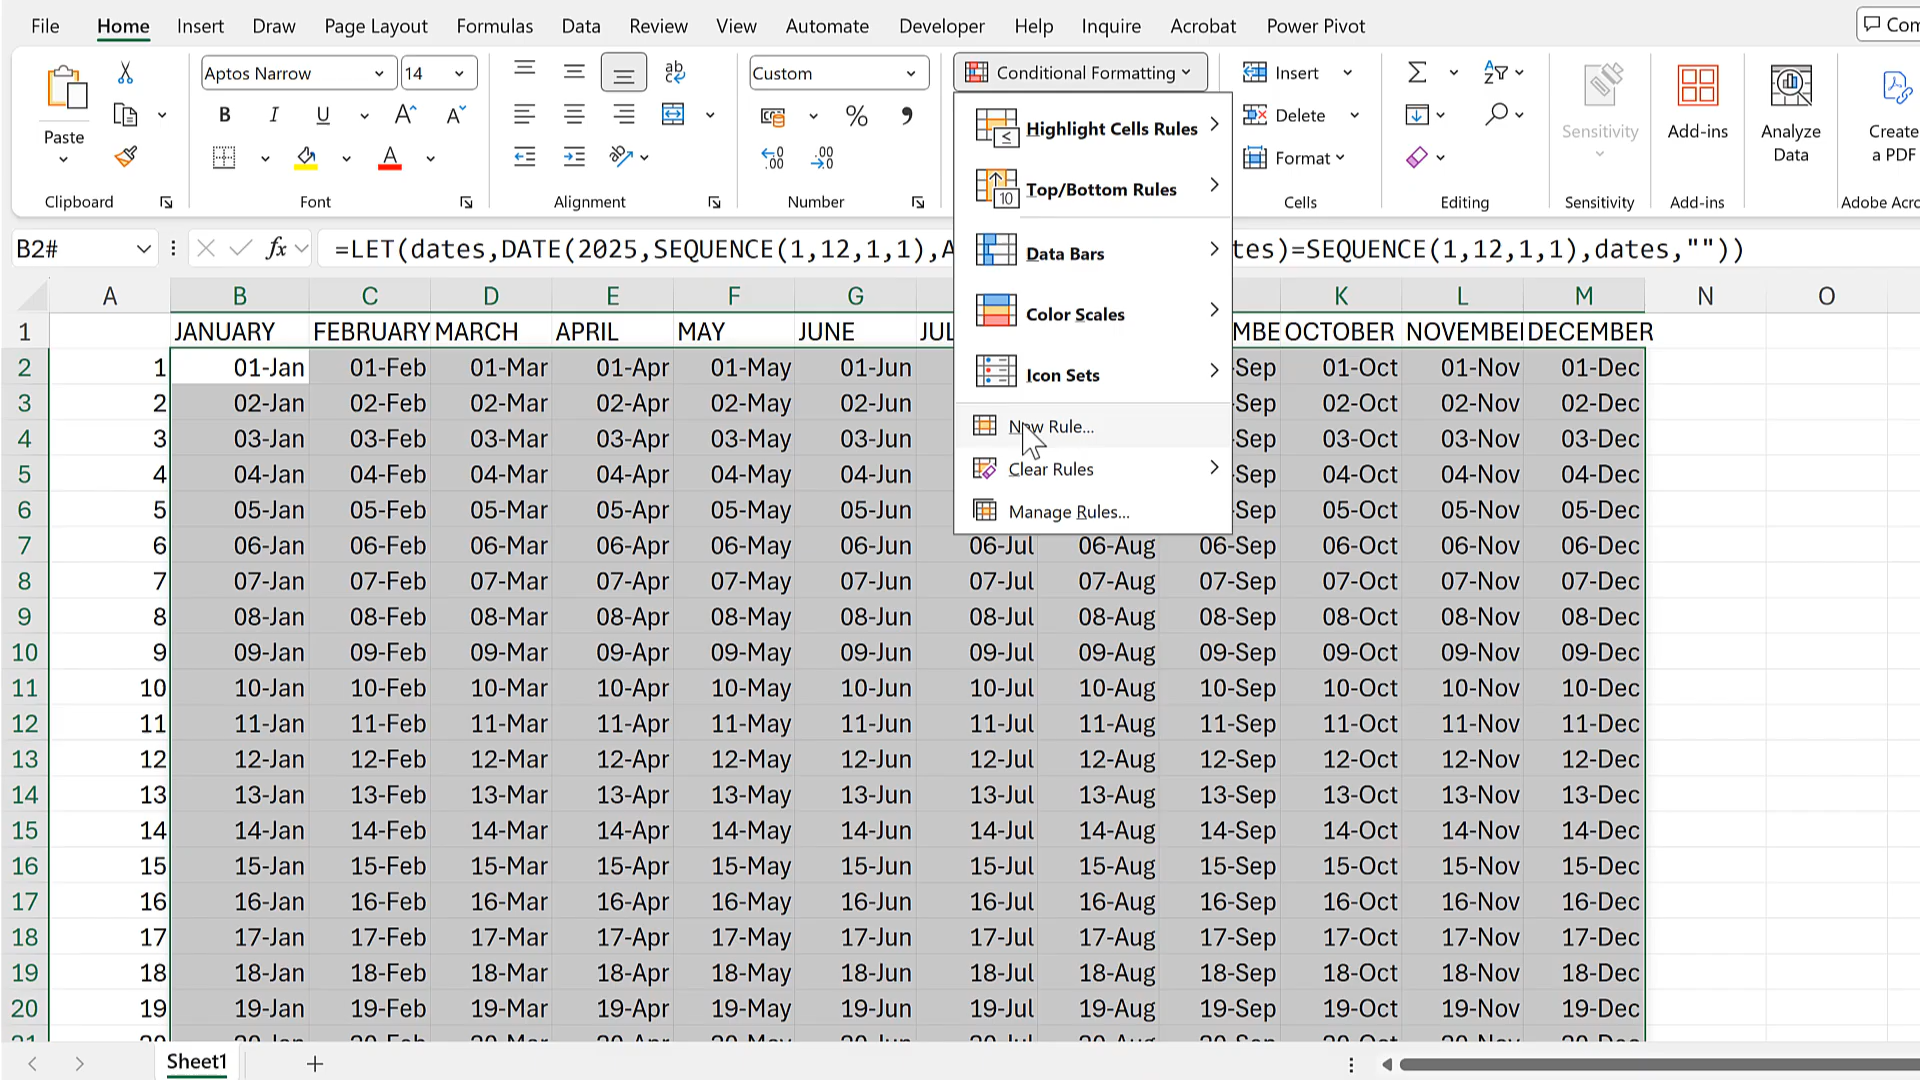 File Home Insert Draw Page Layout Formulas Data Review View Automate Developer Help Inquire Acrobat Power Pivot
Aptos Narrow 14 Custom Conditional Formatting Insert
B I U Delete
Paste Sensitivity Add-ins Analyze Data Create a PDF
Format
Clipboard Font Alignment Number Cells Editing Sensitivity Add-ins
Highlight Cells Rules
Top/Bottom Rules
Data Bars
Color Scales
Icon Sets
New Rule...
Clear Rules
Manage Rules...
B2# fx =LET(dates,DATE(2025,SEQUENCE(1,12,1,1),A tes)=SEQUENCE(1,12,1,1),dates,""))
A B C D E F G K L M N O
1 JANUARY FEBRUARY MARCH APRIL MAY JUNE JUL MBE OCTOBER NOVEMBE DECEMBER
2 1 01-Jan 01-Feb 01-Mar 01-Apr 01-May 01-Jun -Sep 01-Oct 01-Nov 01-Dec
3 2 02-Jan 02-Feb 02-Mar 02-Apr 02-May 02-Jun -Sep 02-Oct 02-Nov 02-Dec
4 3 03-Jan 03-Feb 03-Mar 03-Apr 03-May 03-Jun -Sep 03-Oct 03-Nov 03-Dec
5 4 04-Jan 04-Feb 04-Mar 04-Apr 04-May 04-Jun -Sep 04-Oct 04-Nov 04-Dec
6 5 05-Jan 05-Feb 05-Mar 05-Apr 05-May 05-Jun -Sep 05-Oct 05-Nov 05-Dec
7 6 06-Jan 06-Feb 06-Mar 06-Apr 06-May 06-Jun 06-Jul 06-Aug 06-Sep 06-Oct 06-Nov 06-Dec
8 7 07-Jan 07-Feb 07-Mar 07-Apr 07-May 07-Jun 07-Jul 07-Aug 07-Sep 07-Oct 07-Nov 07-Dec
9 8 08-Jan 08-Feb 08-Mar 08-Apr 08-May 08-Jun 08-Jul 08-Aug 08-Sep 08-Oct 08-Nov 08-Dec
10 9 09-Jan 09-Feb 09-Mar 09-Apr 09-May 09-Jun 09-Jul 09-Aug 09-Sep 09-Oct 09-Nov 09-Dec
11 10 10-Jan 10-Feb 10-Mar 10-Apr 10-May 10-Jun 10-Jul 10-Aug 10-Sep 10-Oct 10-Nov 10-Dec
12 11 11-Jan 11-Feb 11-Mar 11-Apr 11-May 11-Jun 11-Jul 11-Aug 11-Sep 11-Oct 11-Nov 11-Dec
13 12 12-Jan 12-Feb 12-Mar 12-Apr 12-May 12-Jun 12-Jul 12-Aug 12-Sep 12-Oct 12-Nov 12-Dec
14 13 13-Jan 13-Feb 13-Mar 13-Apr 13-May 13-Jun 13-Jul 13-Aug 13-Sep 13-Oct 13-Nov 13-Dec
15 14 14-Jan 14-Feb 14-Mar 14-Apr 14-May 14-Jun 14-Jul 14-Aug 14-Sep 14-Oct 14-Nov 14-Dec
16 15 15-Jan 15-Feb 15-Mar 15-Apr 15-May 15-Jun 15-Jul 15-Aug 15-Sep 15-Oct 15-Nov 15-Dec
17 16 16-Jan 16-Feb 16-Mar 16-Apr 16-May 16-Jun 16-Jul 16-Aug 16-Sep 16-Oct 16-Nov 16-Dec
18 17 17-Jan 17-Feb 17-Mar 17-Apr 17-May 17-Jun 17-Jul 17-Aug 17-Sep 17-Oct 17-Nov 17-Dec
19 18 18-Jan 18-Feb 18-Mar 18-Apr 18-May 18-Jun 18-Jul 18-Aug 18-Sep 18-Oct 18-Nov 18-Dec
20 19 19-Jan 19-Feb 19-Mar 19-Apr 19-May 19-Jun 19-Jul 19-Aug 19-Sep 19-Oct 19-Nov 19-Dec
Sheet1